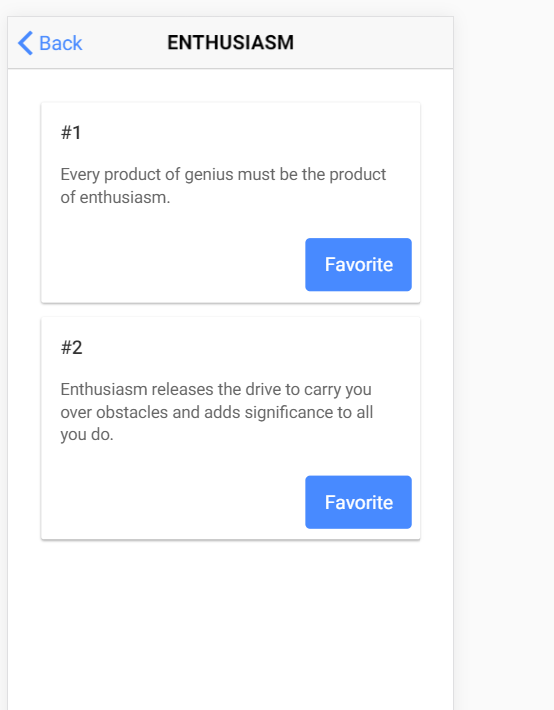 Back
ENTHUSIASM
#1
Every product of genius must be the product
of enthusiasm.
Favorite
#2
Enthusiasm releases the drive to carry you
over obstacles and adds significance to all
you do.
Favorite